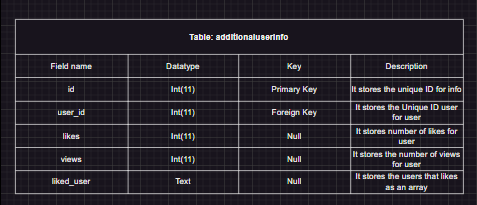 Table: additionaluserinfo
Field name Datatype Key Description
id Int(11) Primary Key It stores the unique ID for info
user_id Int(11) Foreign Key It stores the Unique ID user
for user
likes Int(11) Null It stores number of likes for
user
views Int(11) Null It stores the number of views
for user
liked_user Text Null It stores the users that likes
as an array